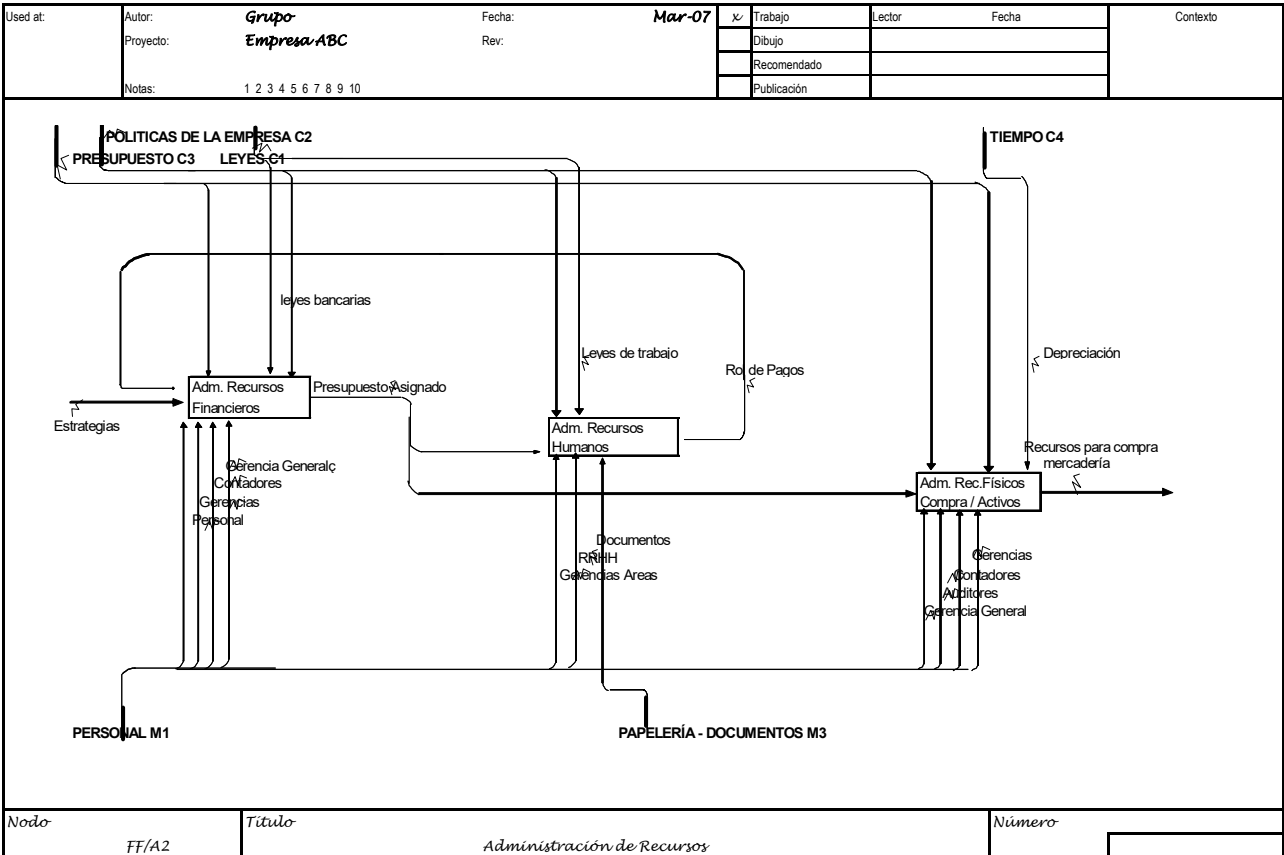 Used at:
Autor: Grupo
Fecha: Mar-07
x Trabajo
Lector Fecha
Contexto
Proyecto: Empresa ABC
Rev:
Dibujo
Recomendado
Notas: 1 2 3 4 5 6 7 8 9 10
Publicación
POLITICAS DE LA EMPRESA C2
TIEMPO C4
PRESUPUESTO C3
LEYES C1
leyes bancarias
Leyes de trabajo
Depreciación
Rol de Pagos
Adm. Recursos
Financieros
Presupuesto Asignado
Estrategias
Adm. Recursos
Humanos
Recursos para compra
mercadería
Gerencia Generalç
Contadores
Gerencias
Personal
Adm. Rec.Físicos
Compra / Activos
Documentos
RRHH
Gerencias Areas
Gerencias
Contadores
Auditores
Gerencia General
PERSONAL M1
PAPELERÍA - DOCUMENTOS M3
Nodo
FF/A2
Título
Administración de Recursos
Número